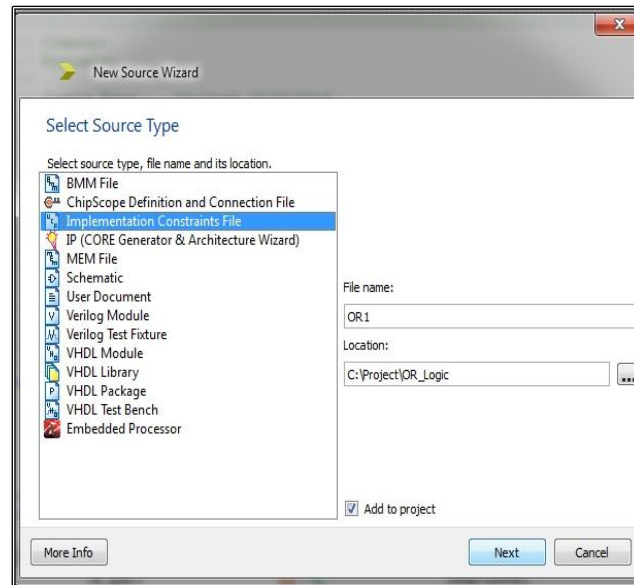 New Source Wizard
Select Source Type
Select source type, file name and its location.
BMM File
ChipScope Definition and Connection File
Implementation Constraints File
IP (CORE Generator & Architecture Wizard)
MEM File
Schematic
User Document
Verilog Module
Verilog Test Fixture
VHDL Module
VHDL Library
VHDL Package
VHDL Test Bench
Embedded Processor
File name:
OR1
Location:
C:\Project\OR_Logic
...
Add to project
More Info
Next
Cancel